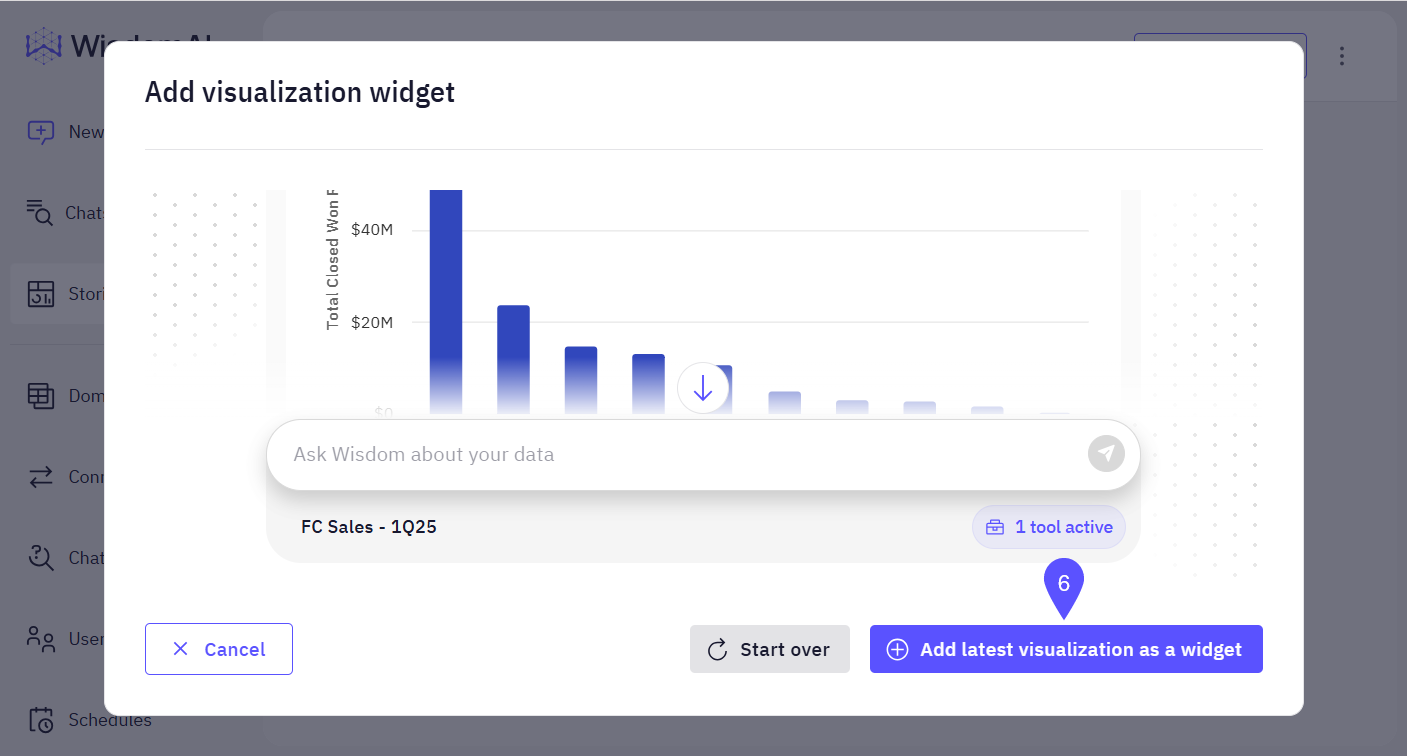 Add visualization widget
New
Chats
Stori
Dom
Conn
Chat
User
Schedules
Total Closed Won
$40M
$20M
$0
Ask Wisdom about your data
FC Sales - 1Q25
1 tool active
6
Cancel
Start over
Add latest visualization as a widget